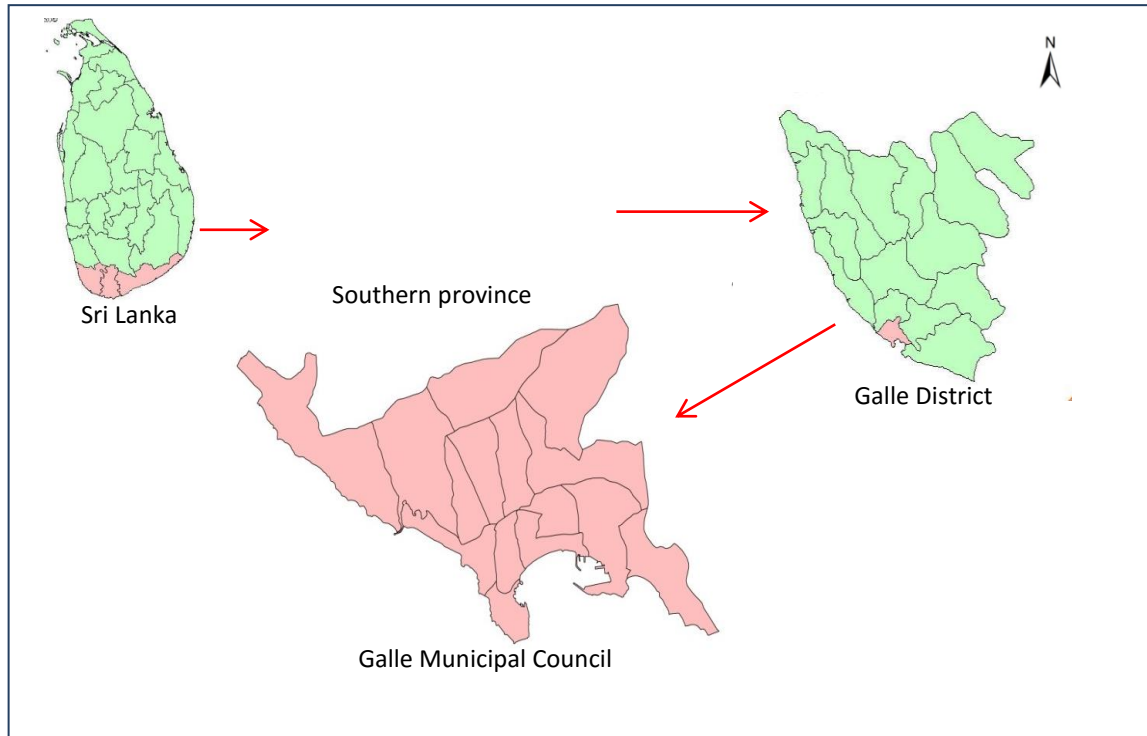 N
Sri Lanka
Southern province
Galle District
Galle Municipal Council